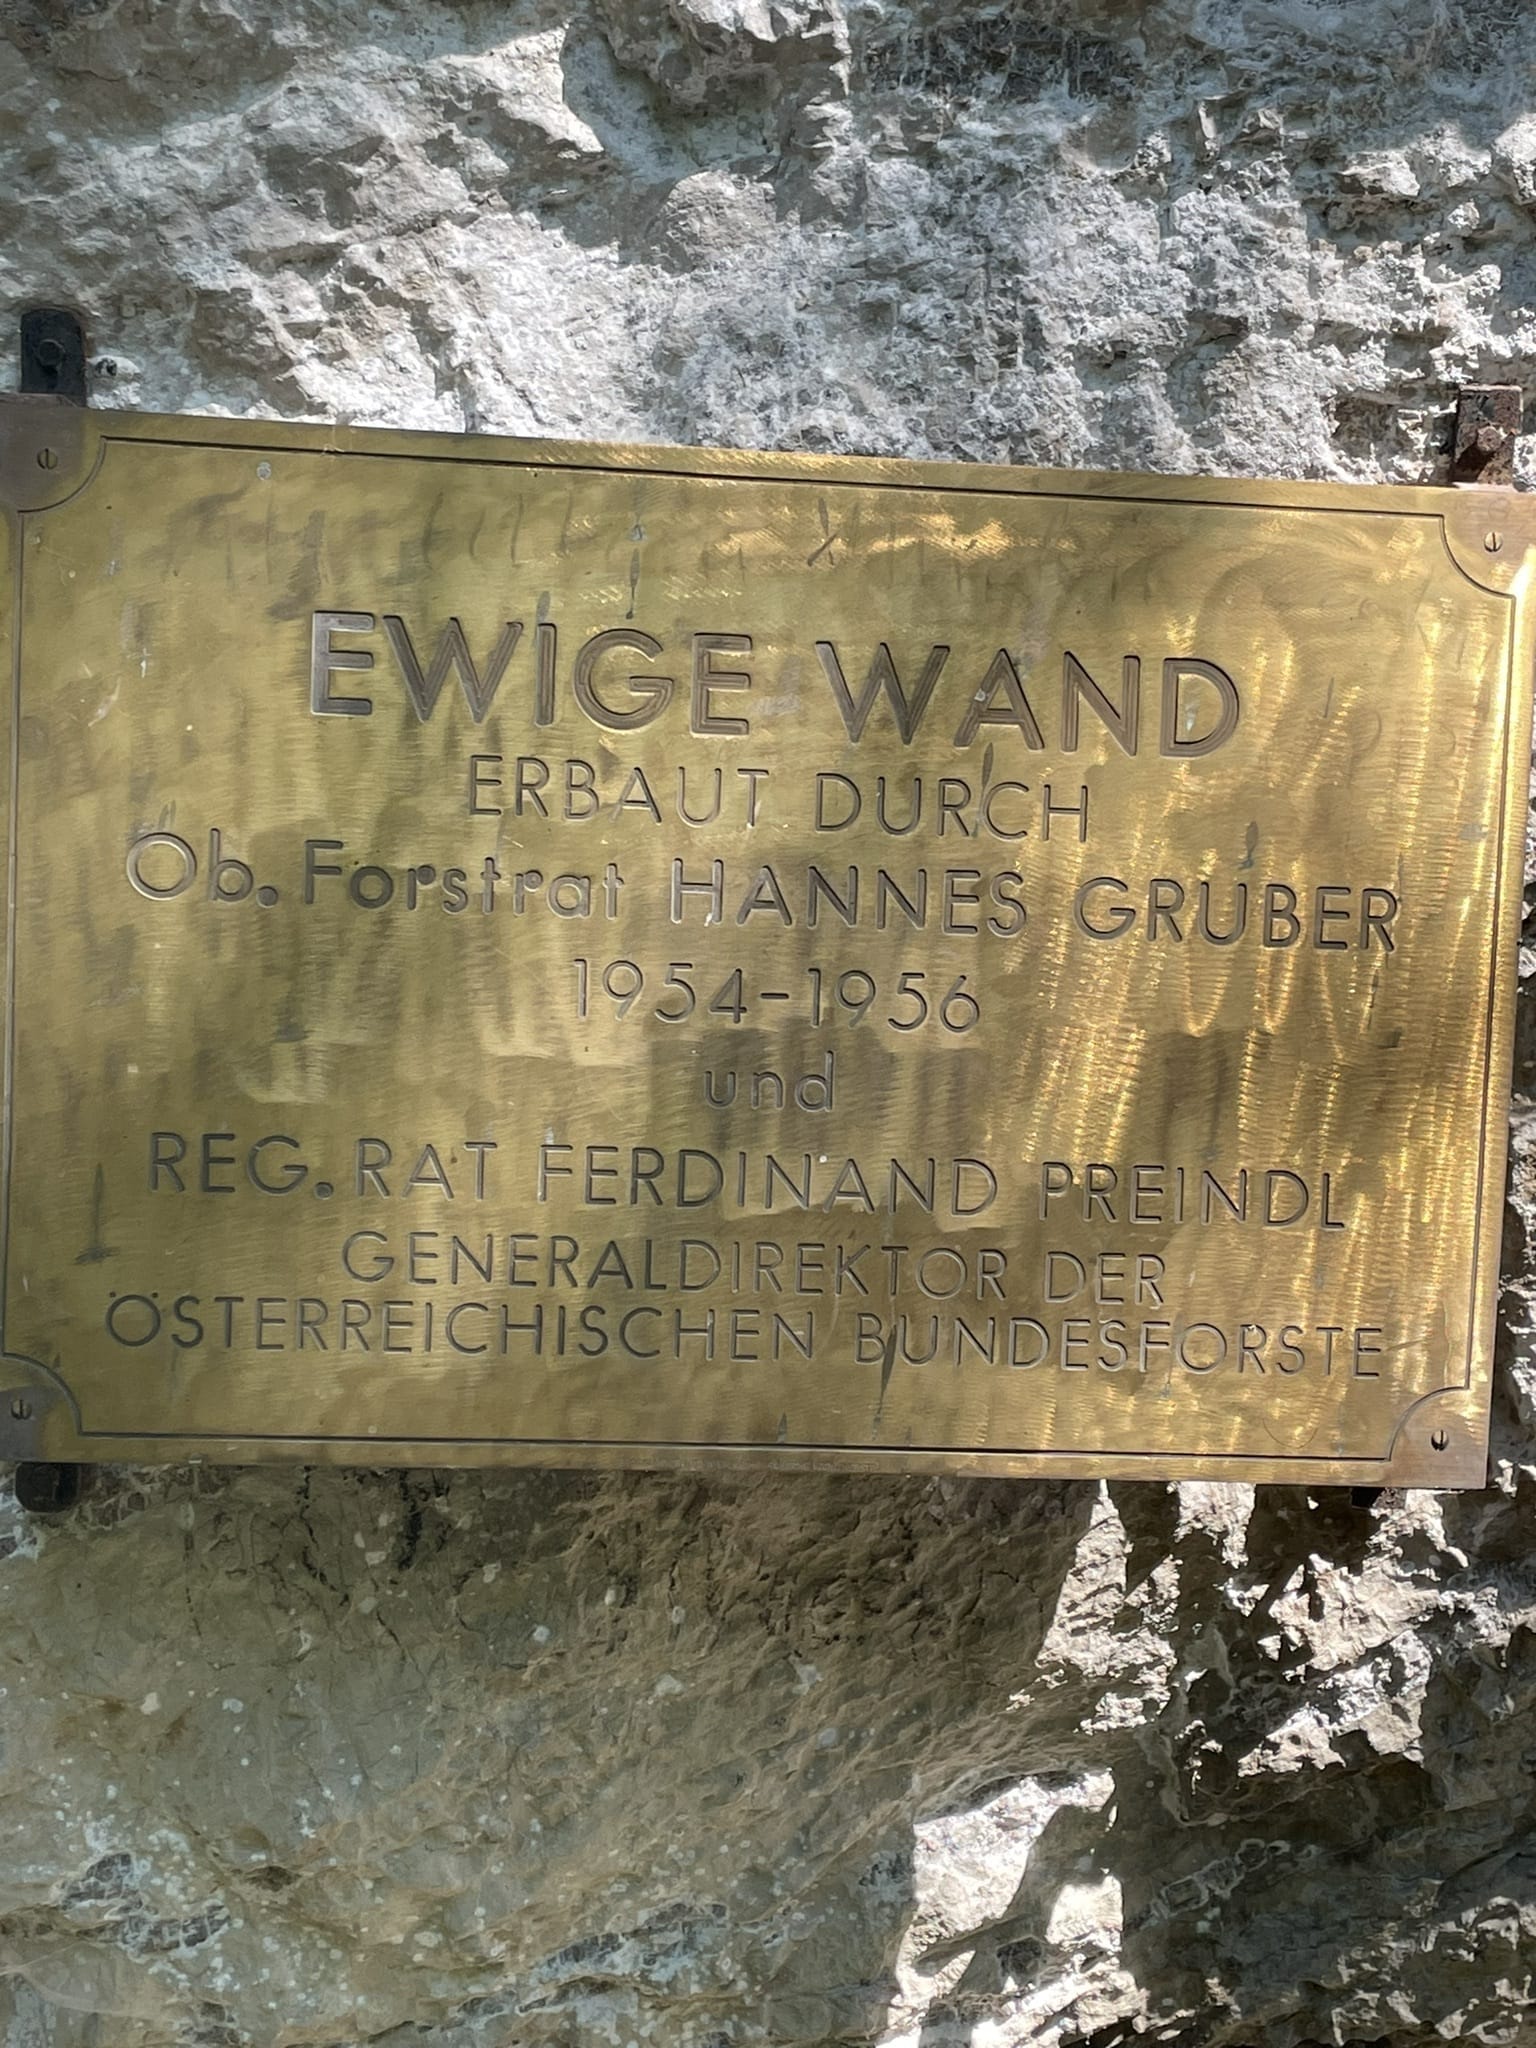 EWIGE WAND
ERBAUT DURCH
Ob. Forstrat HANNES GRUBER
1954-1956
und
REG. RAT FERDINAND PREINDL
GENERALDIREKTOR DER
ÖSTERREICHISCHEN BUNDESFORSTE